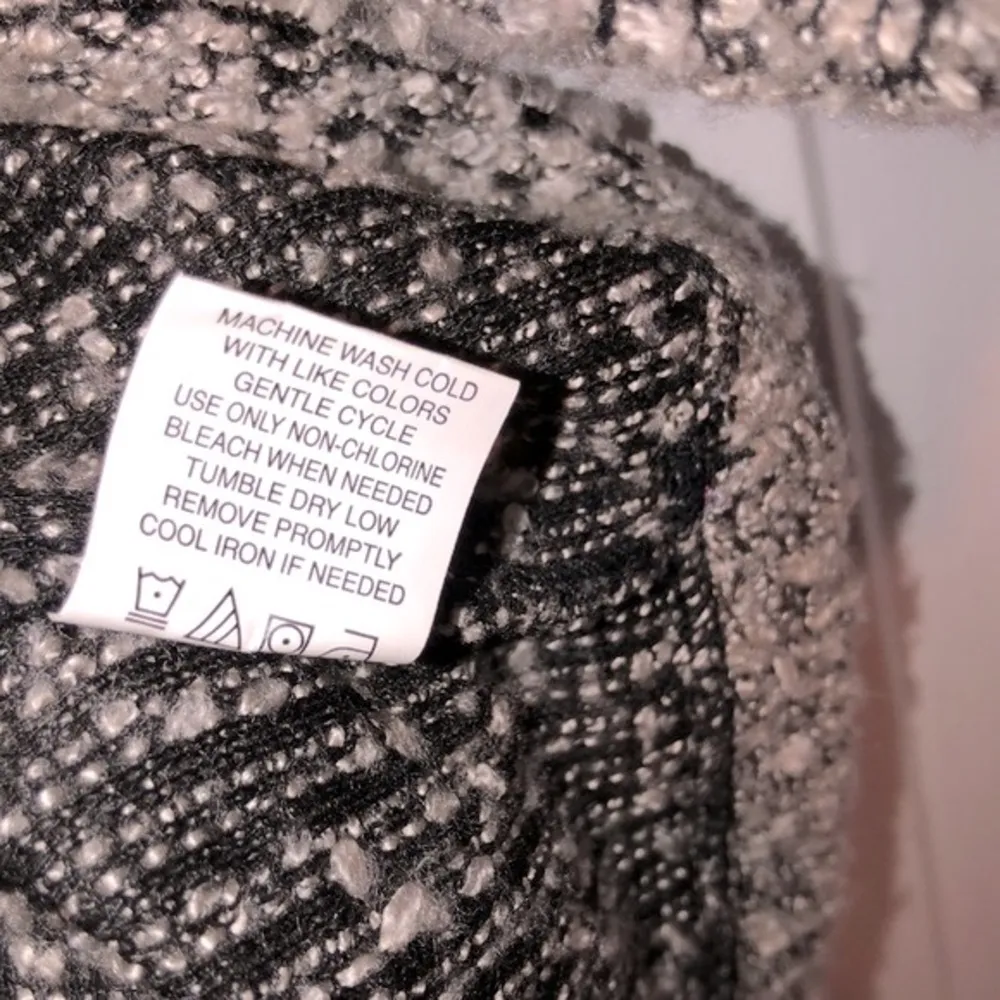 MACHINE WASH COLD
WITH LIKE COLORS
GENTLE CYCLE
USE ONLY NON-CHLORINE
BLEACH WHEN NEEDED
TUMBLE DRY LOW
REMOVE PROMPTLY
COOL IRON IF NEEDED